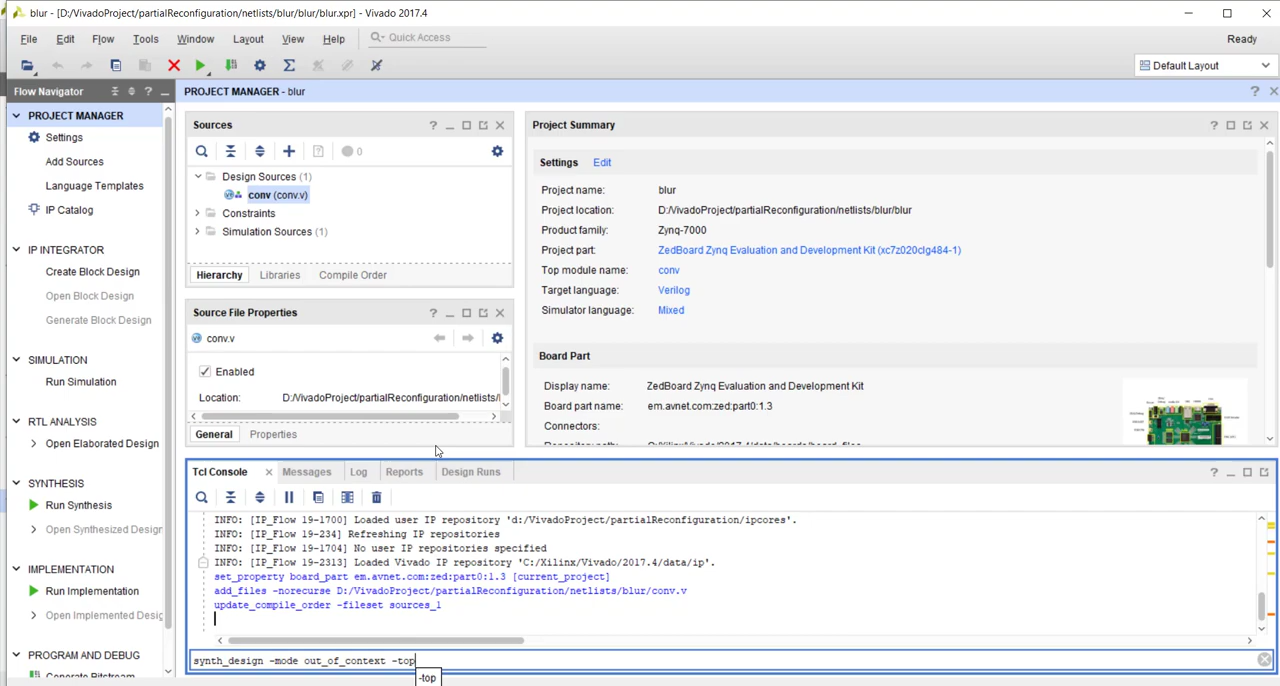 blur - [D:/VivadoProject/partialReconfiguration/netlists/blur/blur/blur.xpr] - Vivado 2017.4
File Edit Flow Tools Window Layout View Help Quick Access
Ready
Default Layout
Flow Navigator
PROJECT MANAGER - blur
PROJECT MANAGER
Settings
Add Sources
Language Templates
IP Catalog
IP INTEGRATOR
Create Block Design
Open Block Design
Generate Block Design
SIMULATION
Run Simulation
RTL ANALYSIS
Open Elaborated Design
SYNTHESIS
Run Synthesis
Open Synthesized Design
IMPLEMENTATION
Run Implementation
Open Implemented Desig
PROGRAM AND DEBUG
Generate Bitstream
Sources
0
Design Sources (1)
conv (conv.v)
Constraints
Simulation Sources (1)
Hierarchy Libraries Compile Order
Source File Properties
conv.v
Enabled
Location: D:/VivadoProject/partialReconfiguration/netlists/
General Properties
Project Summary
Settings Edit
Project name: blur
Project location: D:/VivadoProject/partialReconfiguration/netlists/blur/blur
Product family: Zynq-7000
Project part: ZedBoard Zynq Evaluation and Development Kit (xc7z020clg484-1)
Top module name: conv
Target language: Verilog
Simulator language: Mixed
Board Part
Display name: ZedBoard Zynq Evaluation and Development Kit
Board part name: em.avnet.com:zed:part0:1.3
Connectors:
Repository path: C:/Xilinx/Vivado/2017.4/data/boards/board_files
Tcl Console Messages Log Reports Design Runs
INFO: [IP_Flow 19-1700] Loaded user IP repository 'd:/VivadoProject/partialReconfiguration/ipcores'.
INFO: [IP_Flow 19-234] Refreshing IP repositories
INFO: [IP_Flow 19-1704] No user IP repositories specified
INFO: [IP_Flow 19-2313] Loaded Vivado IP repository 'C:/Xilinx/Vivado/2017.4/data/ip'.
set_property board_part em.avnet.com:zed:part0:1.3 [current_project]
add_files -norecurse D:/VivadoProject/partialReconfiguration/netlists/blur/conv.v
update_compile_order -fileset sources_1
synth_design -mode out_of_context -top
-top